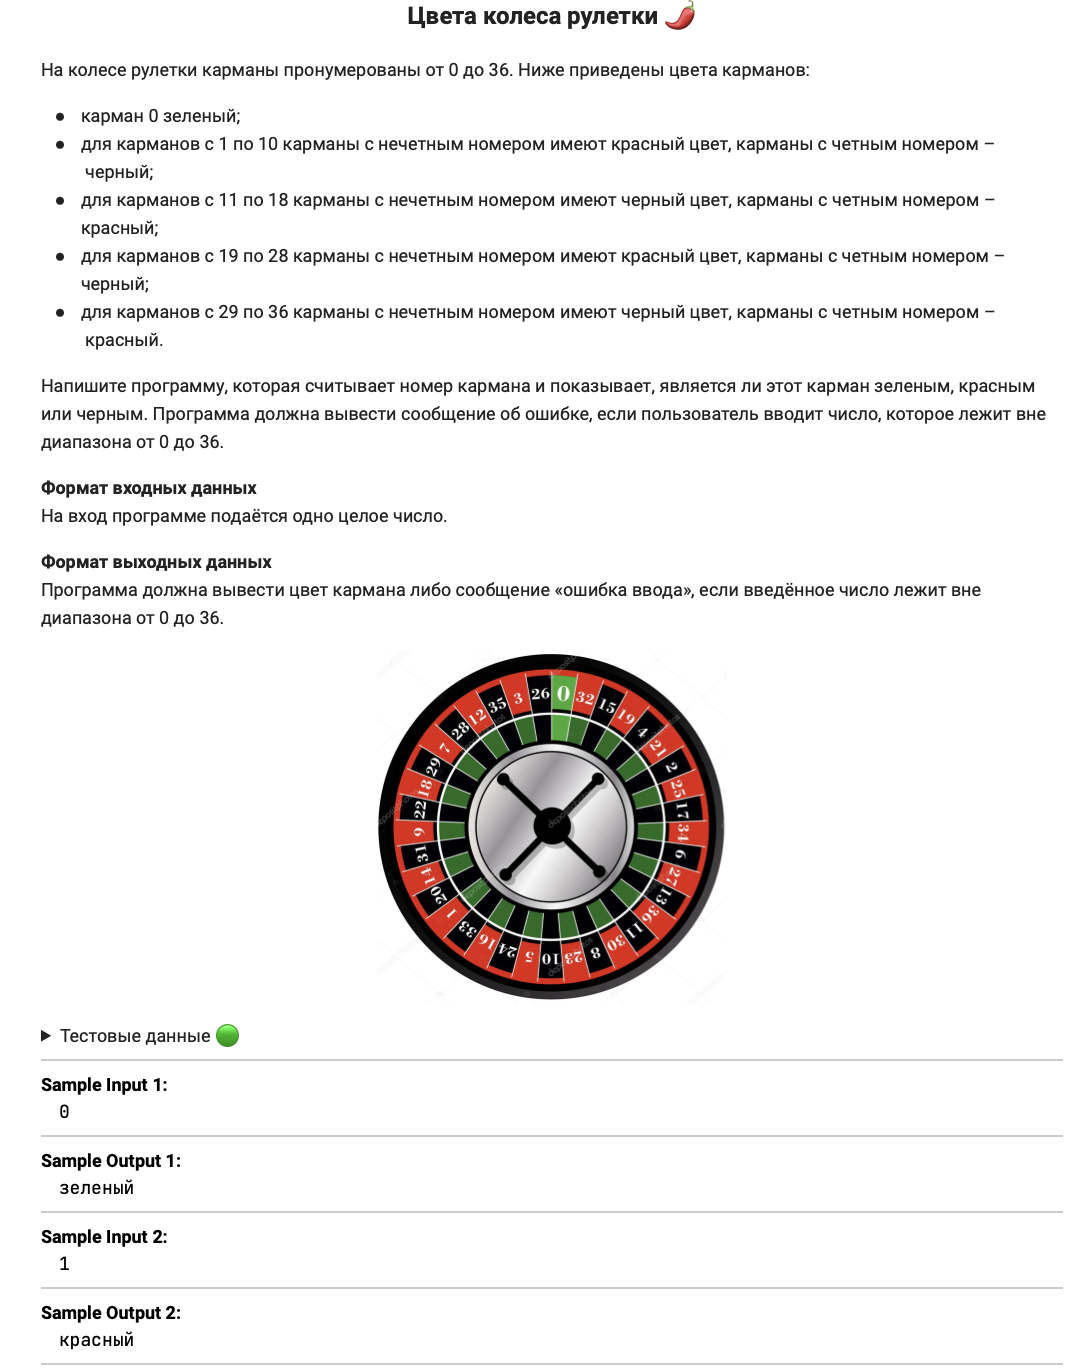 Цвета колеса рулетки
На колесе рулетки карманы пронумерованы от 0 до 36. Ниже приведены цвета карманов:
карман 0 зеленый;
для карманов с 1 по 10 карманы с нечетным номером имеют красный цвет, карманы с четным номером –
черный;
для карманов с 11 по 18 карманы с нечетным номером имеют черный цвет, карманы с четным номером –
красный;
для карманов с 19 по 28 карманы с нечетным номером имеют красный цвет, карманы с четным номером –
черный;
для карманов с 29 по 36 карманы с нечетным номером имеют черный цвет, карманы с четным номером –
красный.
Напишите программу, которая считывает номер кармана и показывает, является ли этот карман зеленым, красным
или черным. Программа должна вывести сообщение об ошибке, если пользователь вводит число, которое лежит вне
диапазона от 0 до 36.
Формат входных данных
На вход программе подаётся одно целое число.
Формат выходных данных
Программа должна вывести цвет кармана либо сообщение «ошибка ввода», если введённое число лежит вне
диапазона от 0 до 36.
0 32 15 19 4 21 2 25 17 34 6 27 13 36 11 30 8 23 10 5 24 16 33 1 20 14 31 9 22 18 29 7 28 12 35 3 26
Тестовые данные
Sample Input 1:
0
Sample Output 1:
зеленый
Sample Input 2:
1
Sample Output 2:
красный